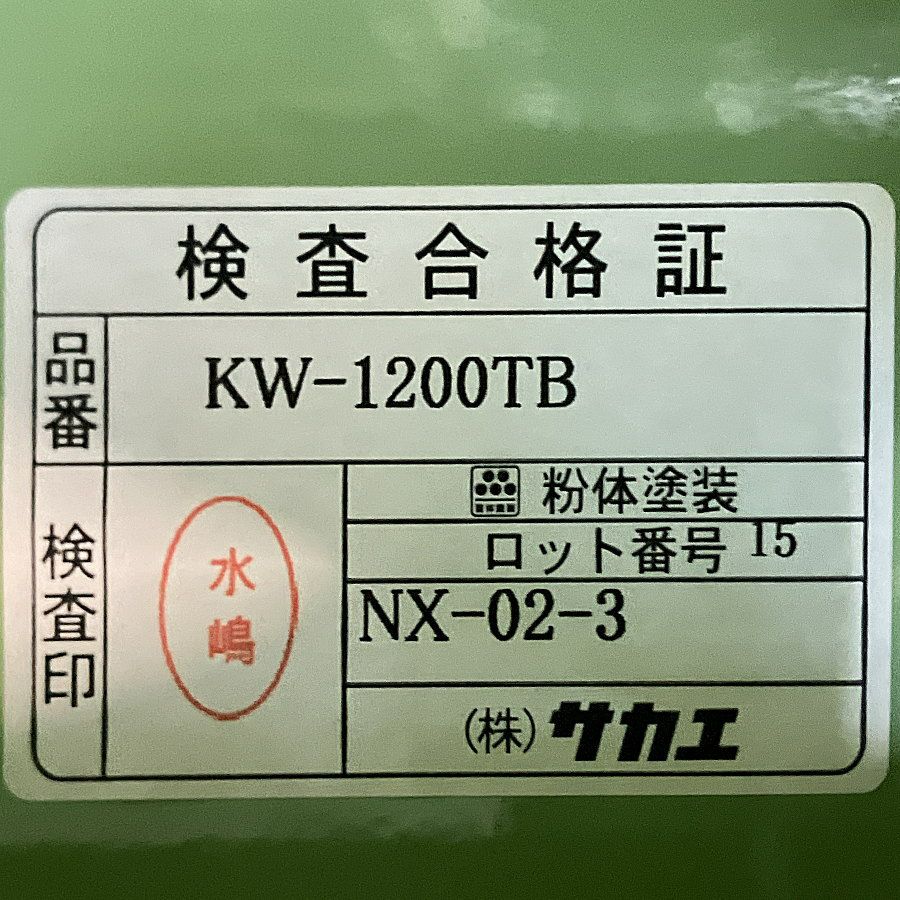 検査合格証
品番
KW-1200TB
検査印
水嶋
粉体塗装
ロット番号 15
NX-02-3
(株)サカエ